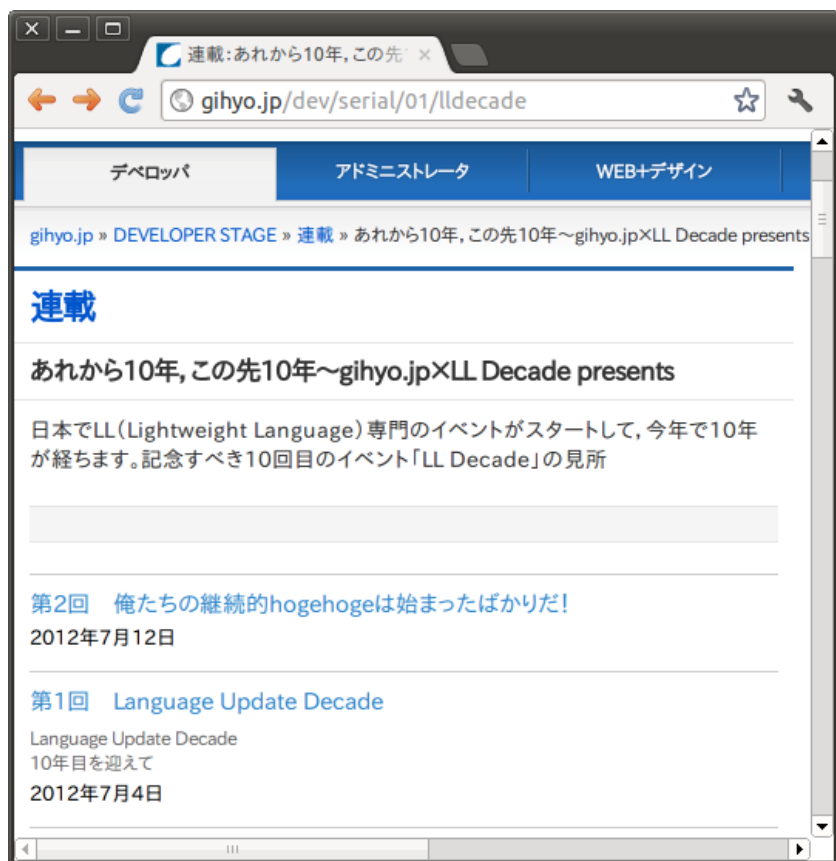 連載:あれから10年,この先
gihyo.jp/dev/serial/01/lldecade
デベロッパ
アドミニストレータ
WEB+デザイン
gihyo.jp » DEVELOPER STAGE » 連載 » あれから10年,この先10年〜gihyo.jp×LL Decade presents
連載
あれから10年,この先10年〜gihyo.jp×LL Decade presents
日本でLL(Lightweight Language)専門のイベントがスタートして,今年で10年
が経ちます。記念すべき10回目のイベント「LL Decade」の見所
第2回　俺たちの継続的hogehogeは始まったばかりだ!
2012年7月12日
第1回　Language Update Decade
Language Update Decade
10年目を迎えて
2012年7月4日